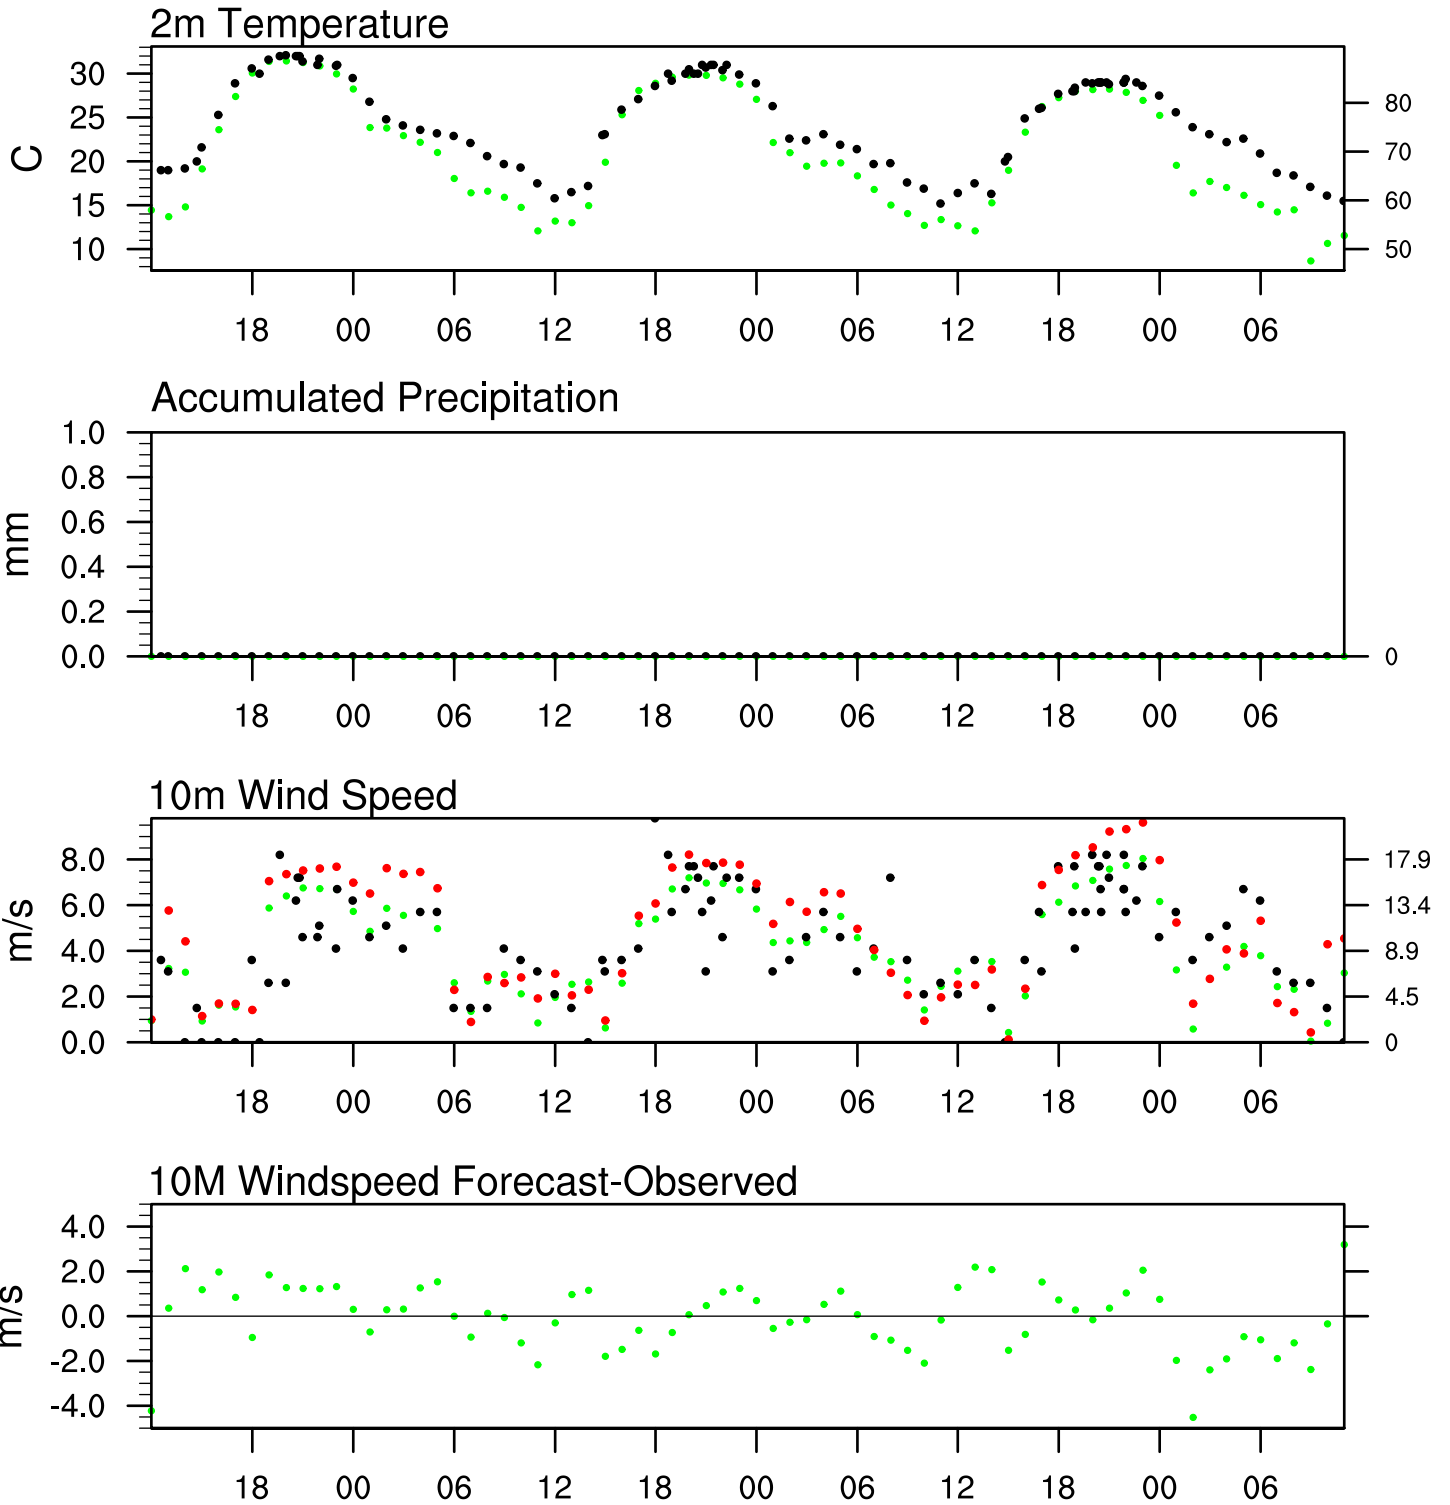 2m Temperature
30
25
20
15
10
C
80
70
60
50
18 00 06 12 18 00 06 12 18 00 06
Accumulated Precipitation
1.0
0.8
0.6
0.4
0.2
0.0
mm
0
18 00 06 12 18 00 06 12 18 00 06
10m Wind Speed
8.0
6.0
4.0
2.0
0.0
m/s
17.9
13.4
8.9
4.5
0
18 00 06 12 18 00 06 12 18 00 06
10M Windspeed Forecast-Observed
4.0
2.0
0.0
-2.0
-4.0
m/s
18 00 06 12 18 00 06 12 18 00 06